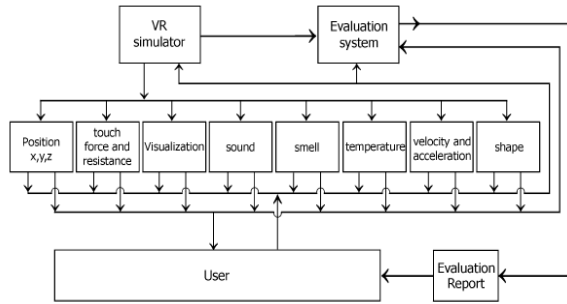 VR
simulator
Evaluation
system
Position
x,y,z
touch
force and
resistance
Visualization
sound
smell
temperature
velocity and
acceleration
shape
User
Evaluation
Report